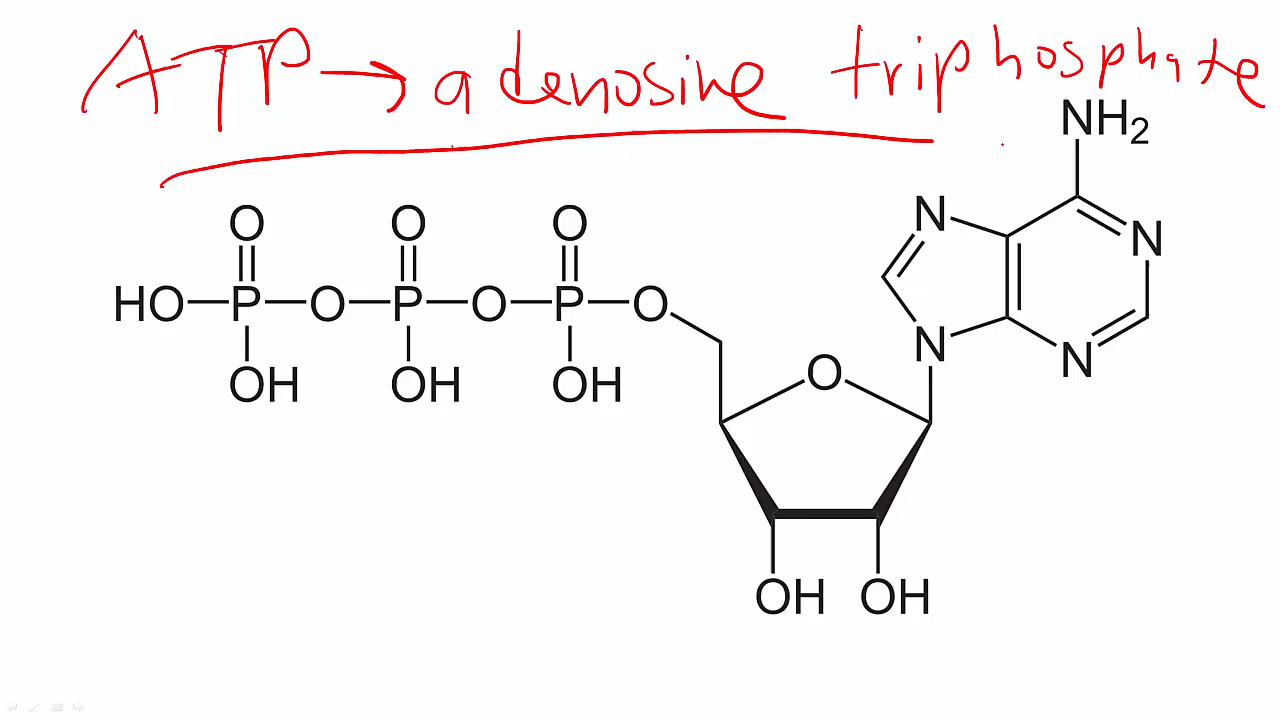 ATP → adenosine triphosphate
NH2
O O O N N
HO P O P O P O
OH OH OH N N
O
OH OH